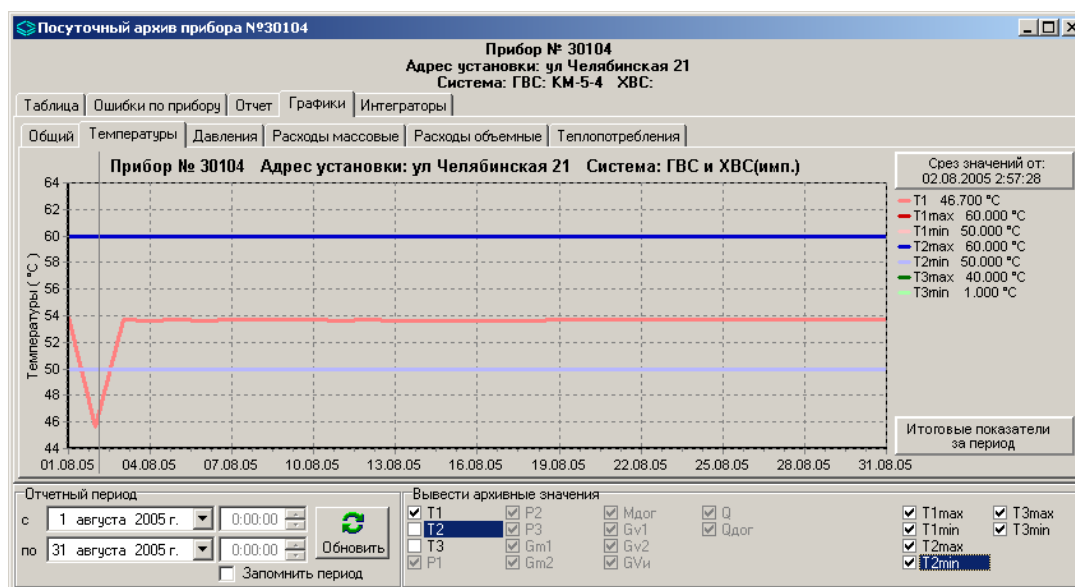 Посуточный архив прибора №30104
Прибор № 30104
Адрес установки: ул Челябинская 21
Система: ГВС: КМ-5-4 ХВС:
Таблица Ошибки по прибору Отчет Графики Интеграторы
Общий Температуры Давления Расходы массовые Расходы объемные Теплопотребления
Прибор № 30104 Адрес установки: ул Челябинская 21 Система: ГВС и ХВС(имп.)
Срез значений от:
02.08.2005 2:57:28
T1 46.700 °C
T1max 60.000 °C
T1min 50.000 °C
T2max 60.000 °C
T2min 50.000 °C
T3max 40.000 °C
T3min 1.000 °C
Температуры ( °C )
64
62
60
58
56
54
52
50
48
46
44
01.08.05 04.08.05 07.08.05 10.08.05 13.08.05 16.08.05 19.08.05 22.08.05 25.08.05 28.08.05 31.08.05
Итоговые показатели
за период
Отчетный период
с 1 августа 2005 г. 0:00:00
по 31 августа 2005 г. 0:00:00
Обновить
Запомнить период
Вывести архивные значения
T1 P2 Mдог Q T1max T3max
T2 P3 Gv1 Qдог T1min T3min
T3 Gm1 Gv2 T2max
P1 Gm2 GVи T2min